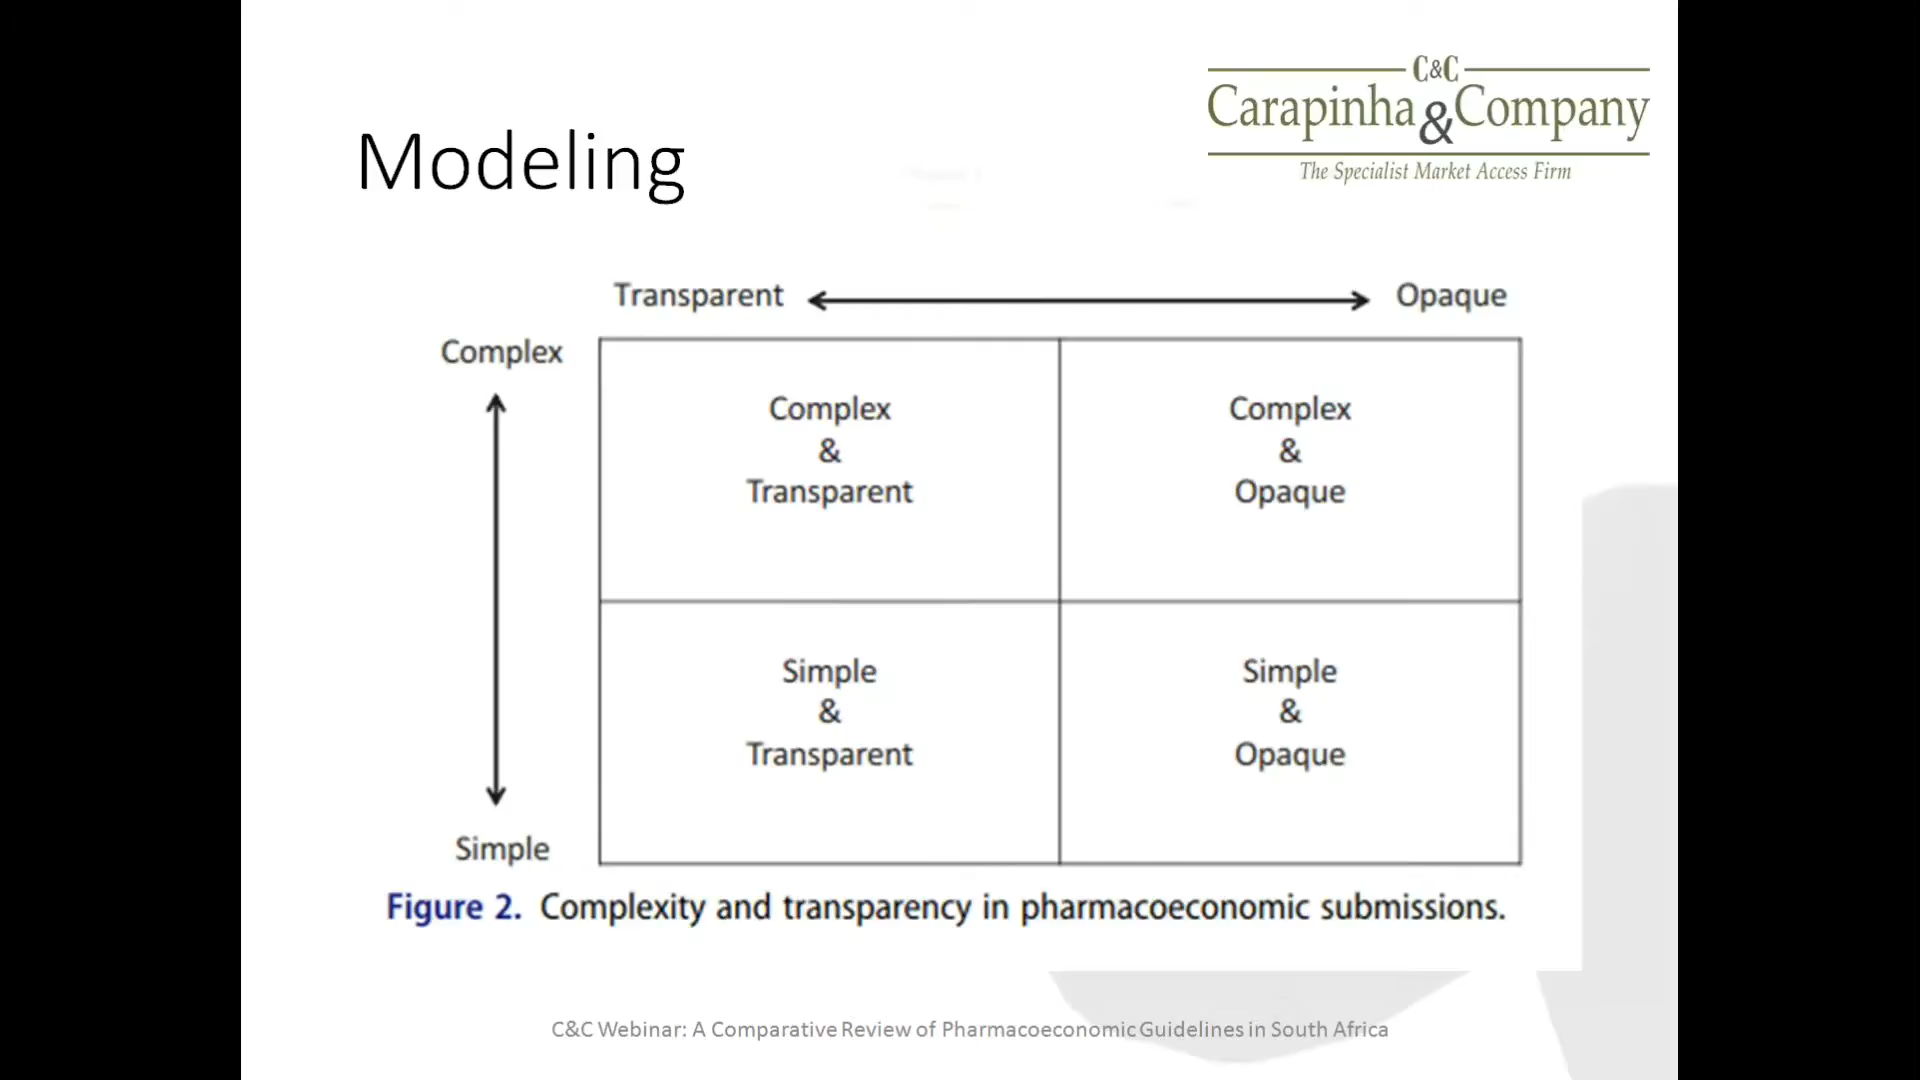 C&C
Carapinha & Company
The Specialist Market Access Firm
Modeling
Transparent Opaque
Complex
Complex
&
Transparent
Complex
&
Opaque
Simple
&
Transparent
Simple
&
Opaque
Simple
Figure 2. Complexity and transparency in pharmacoeconomic submissions.
C&C Webinar: A Comparative Review of Pharmacoeconomic Guidelines in South Africa